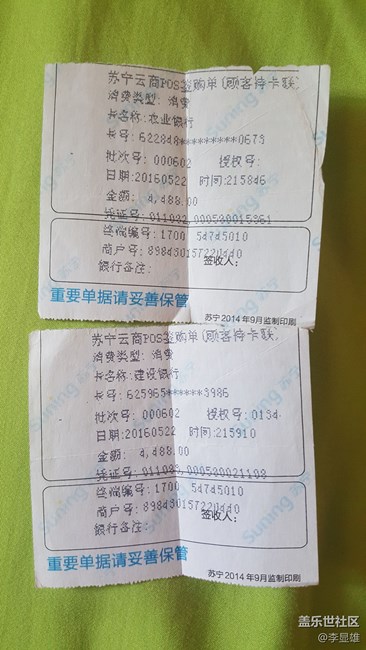 苏宁云商POS签购单(顾客持卡联)
消费类型: 消费
卡名称:农业银行
卡号: 622848*********0679
批次号: 000602 授权号:
日期:20160522 时间:215846
金额: 4,488.00
凭证号: 011092,000590015961
终端编号: 1700 54745010
商户号: 898430157220440
签收人:
银行备注:
重要单据请妥善保管
苏宁 2014年9月监制印刷
苏宁云商POS签购单(顾客持卡联)
消费类型: 消费
卡名称:建设银行
卡号: 625965******3986
批次号: 000602 授权号: 0134
日期:20160522 时间: 215910
金额: 4,488.00
凭证号: 011093,000590021198
终端编号: 1700 54745010
商户号: 898430157220440
签收人:
银行备注:
重要单据请妥善保管
苏宁 2014年9月监制印刷
盖乐世社区
@李显雄